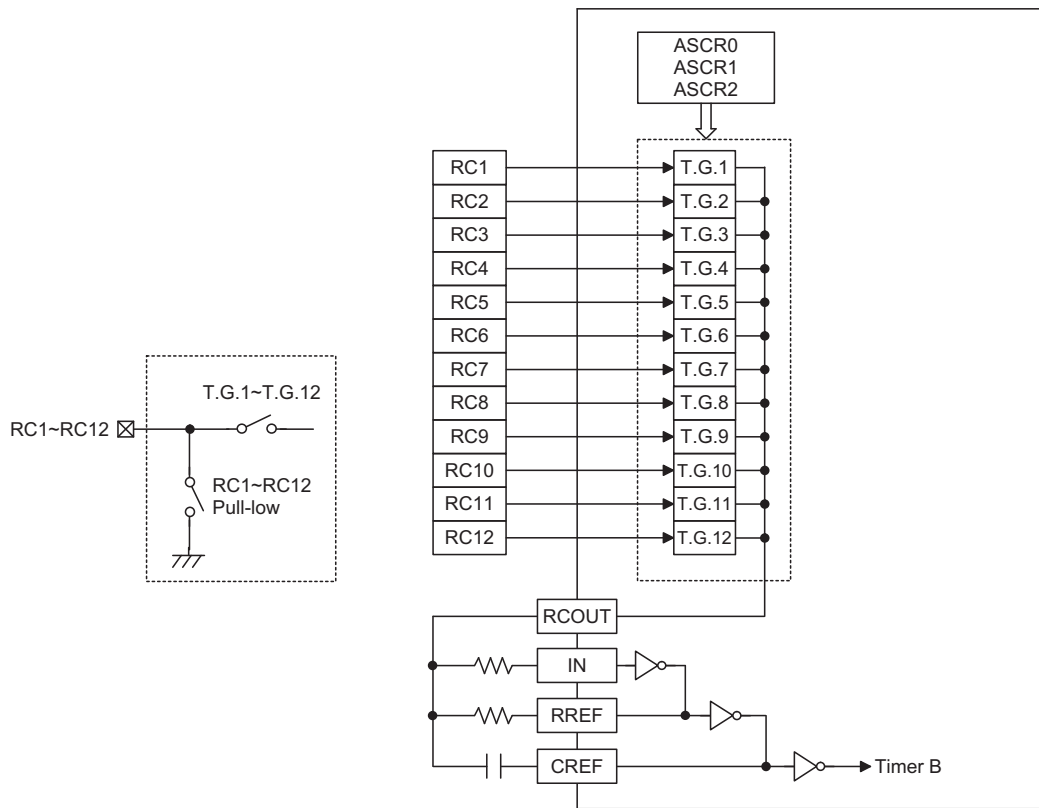 ASCR0
ASCR1
ASCR2
RC1
T.G.1
RC2
T.G.2
RC3
T.G.3
RC4
T.G.4
RC5
T.G.5
RC6
T.G.6
RC7
T.G.7
RC8
T.G.8
RC9
T.G.9
RC10
T.G.10
RC11
T.G.11
RC12
T.G.12
T.G.1~T.G.12
RC1~RC12
RC1~RC12
Pull-low
RCOUT
IN
RREF
CREF
Timer B